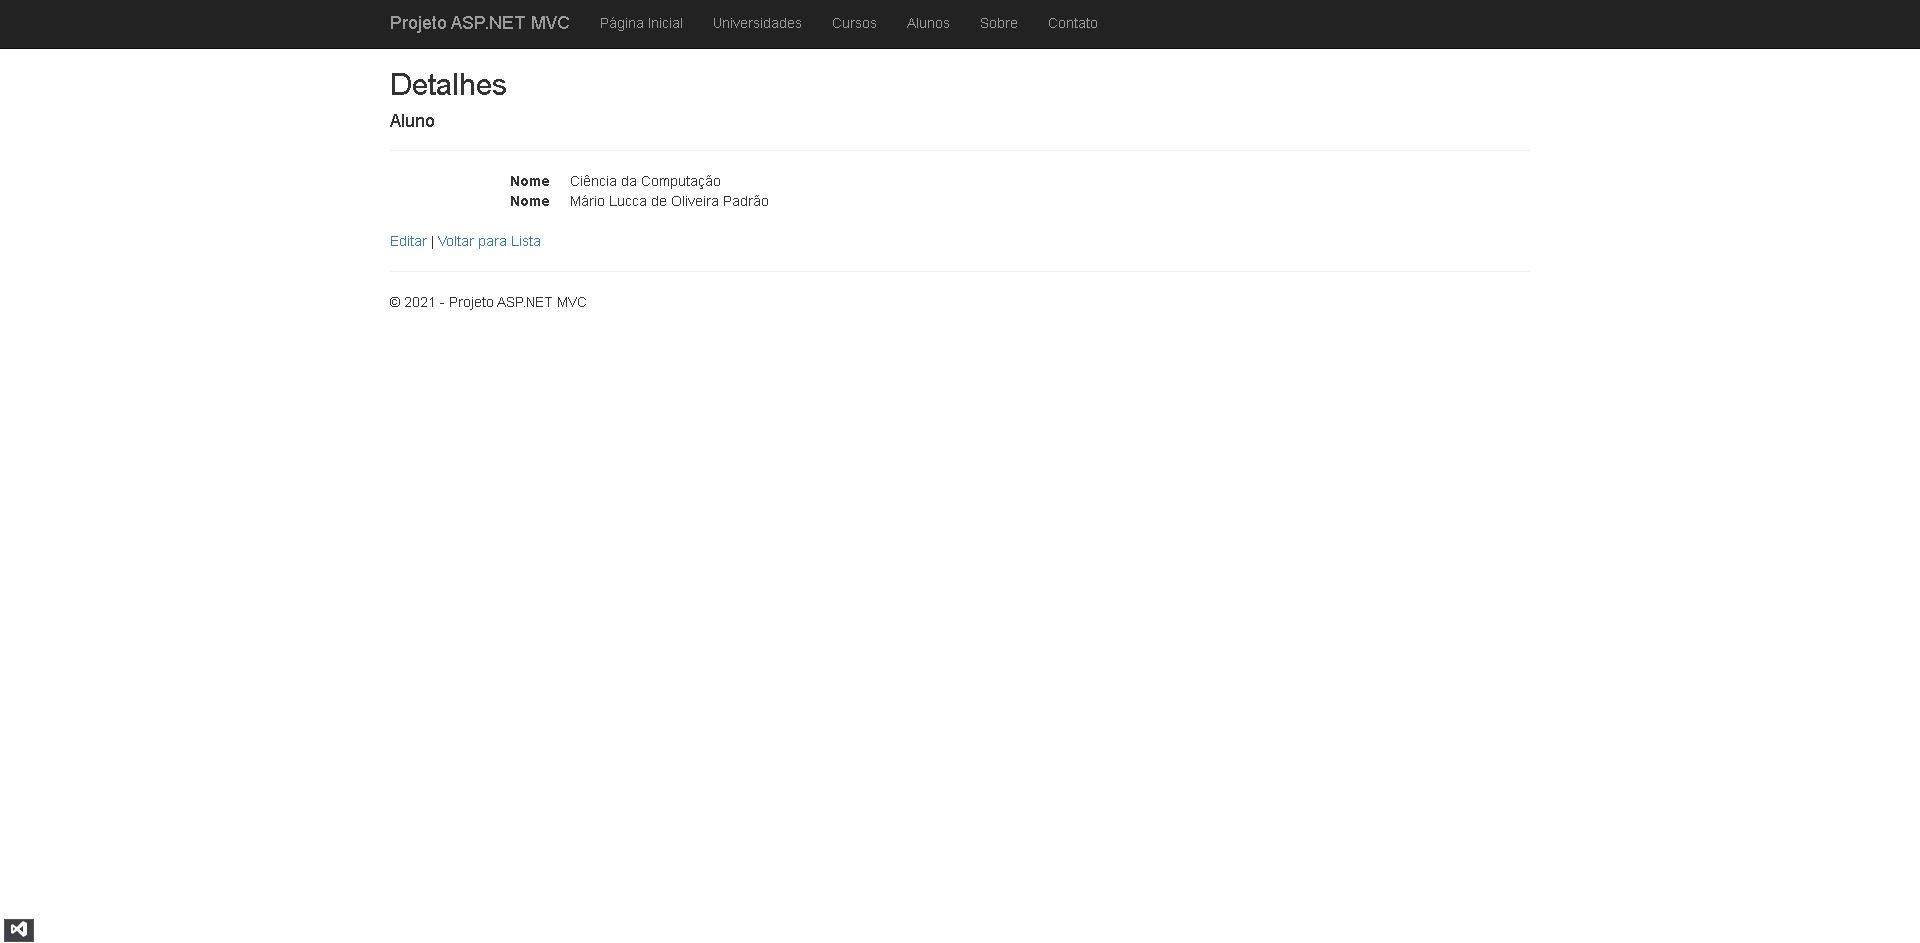 Projeto ASP.NET MVC Página Inicial Universidades Cursos Alunos Sobre Contato
Detalhes
Aluno
Nome Ciência da Computação
Nome Mário Lucca de Oliveira Padrão
Editar | Voltar para Lista
© 2021 - Projeto ASP.NET MVC